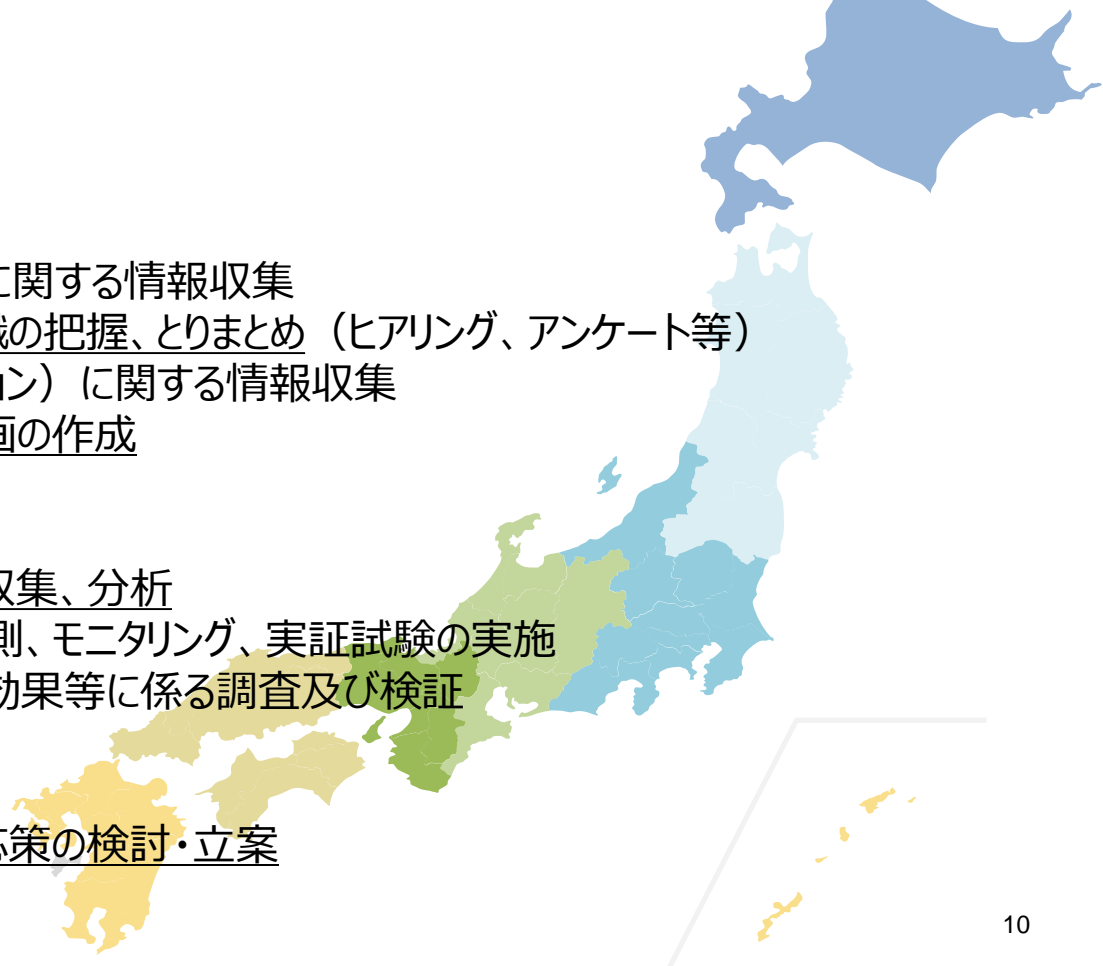 に関する情報収集
の把握、とりまとめ（ヒアリング、アンケート等）
ョン）に関する情報収集
画の作成
収集、分析
測、モニタリング、実証試験の実施
効果等に係る調査及び検証
策の検討・立案
10